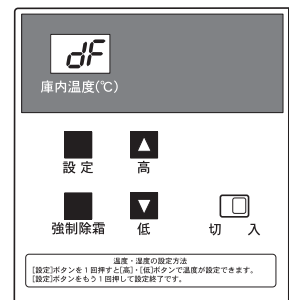 dF
庫内温度(℃)
設定 高
強制除霜 低 切 入
温度・湿度の設定方法
[設定]ボタンを1回押すと[高]・[低]ボタンで温度が設定できます。
[設定]ボタンをもう1回押して設定終了です。